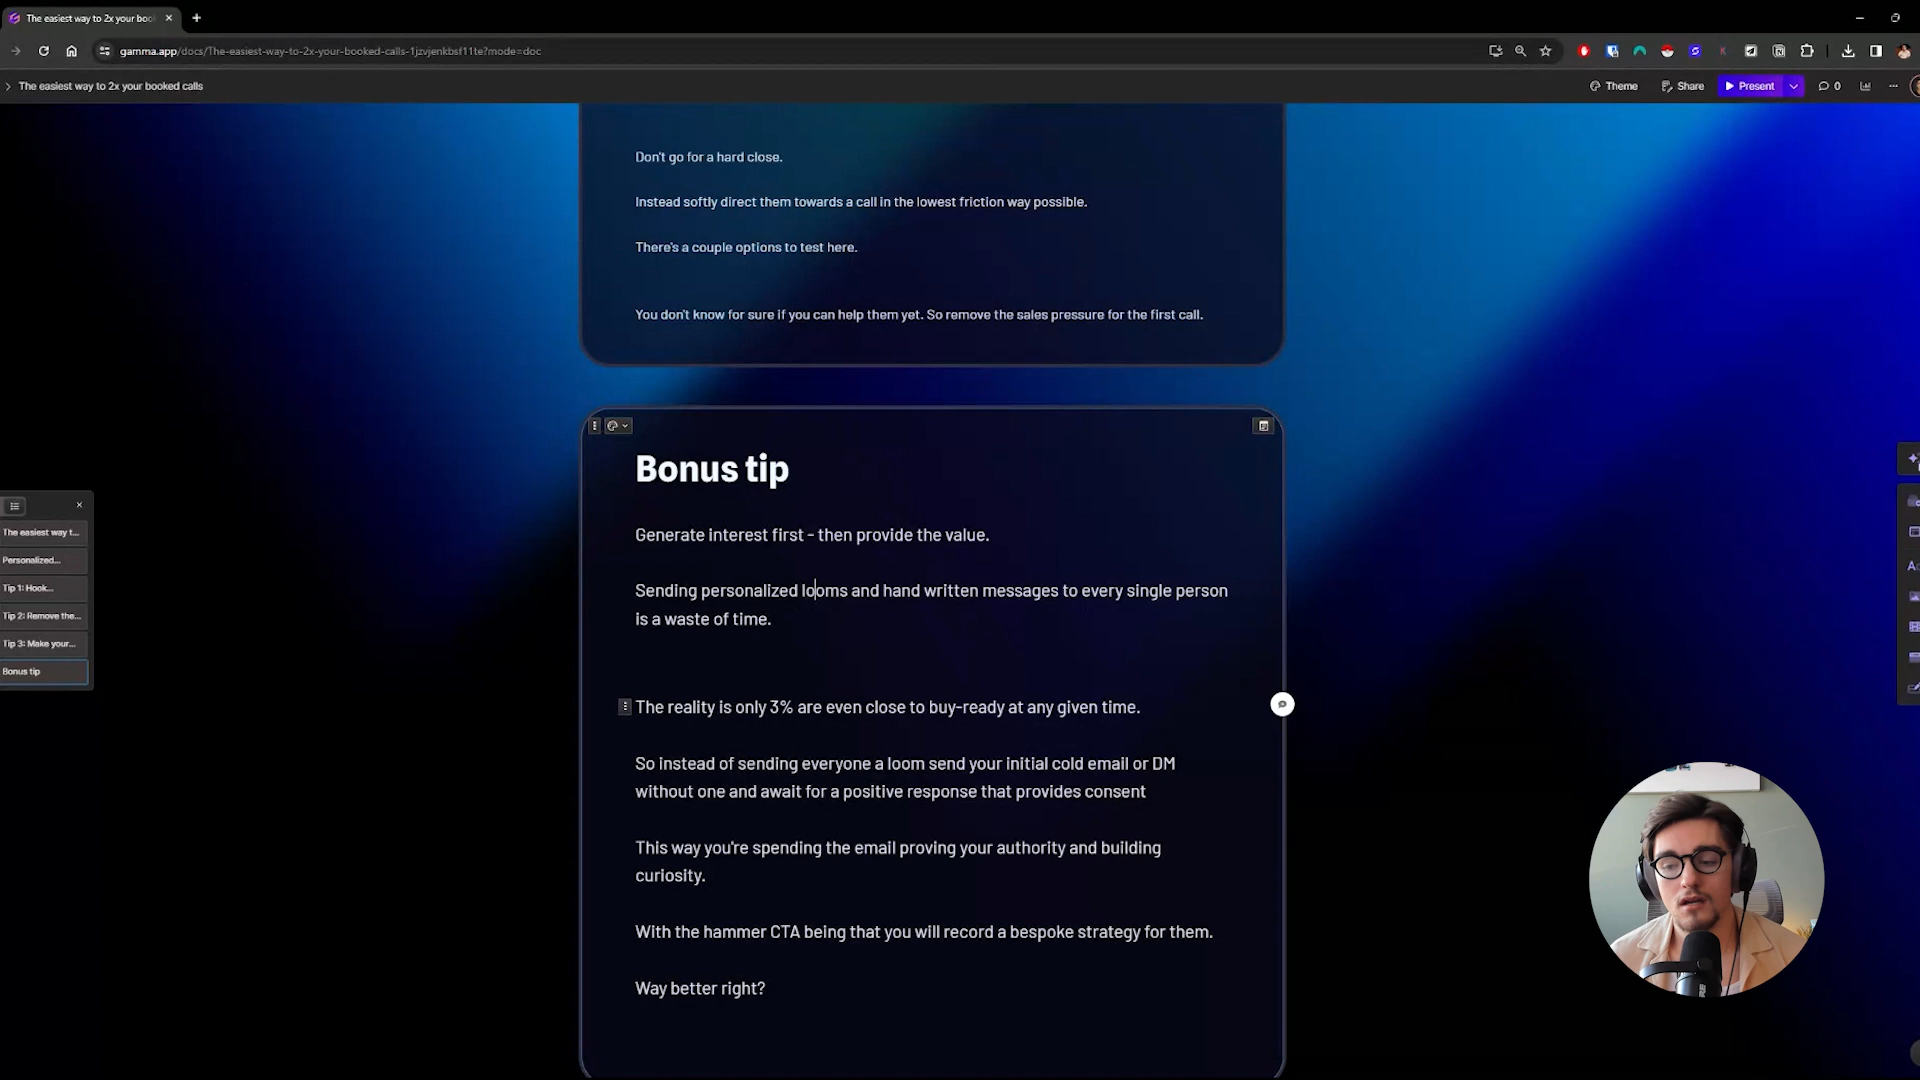 The easiest way to 2x your boo
gamma.app/docs/The-easiest-way-to-2x-your-booked-calls-1jzvjenkbsf11te?mode=doc
The easiest way to 2x your booked calls
Theme
Share
Present
0
Don't go for a hard close.
Instead softly direct them towards a call in the lowest friction way possible.
There's a couple options to test here.
You don't know for sure if you can help them yet. So remove the sales pressure for the first call.
Bonus tip
Generate interest first - then provide the value.
Sending personalized looms and hand written messages to every single person
is a waste of time.
The reality is only 3% are even close to buy-ready at any given time.
So instead of sending everyone a loom send your initial cold email or DM
without one and await for a positive response that provides consent
This way you're spending the email proving your authority and building
curiosity.
With the hammer CTA being that you will record a bespoke strategy for them.
Way better right?
The easiest way t...
Personalized...
Tip 1: Hook...
Tip 2: Remove the...
Tip 3: Make your...
Bonus tip